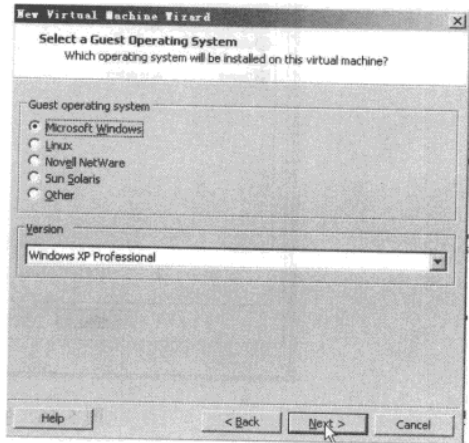 New Virtual Machine Wizard
Select a Guest Operating System
Which operating system will be installed on this virtual machine?
Guest operating system
Microsoft Windows
Linux
Novell NetWare
Sun Solaris
Other
Version
Windows XP Professional
Help
< Back
Next >
Cancel